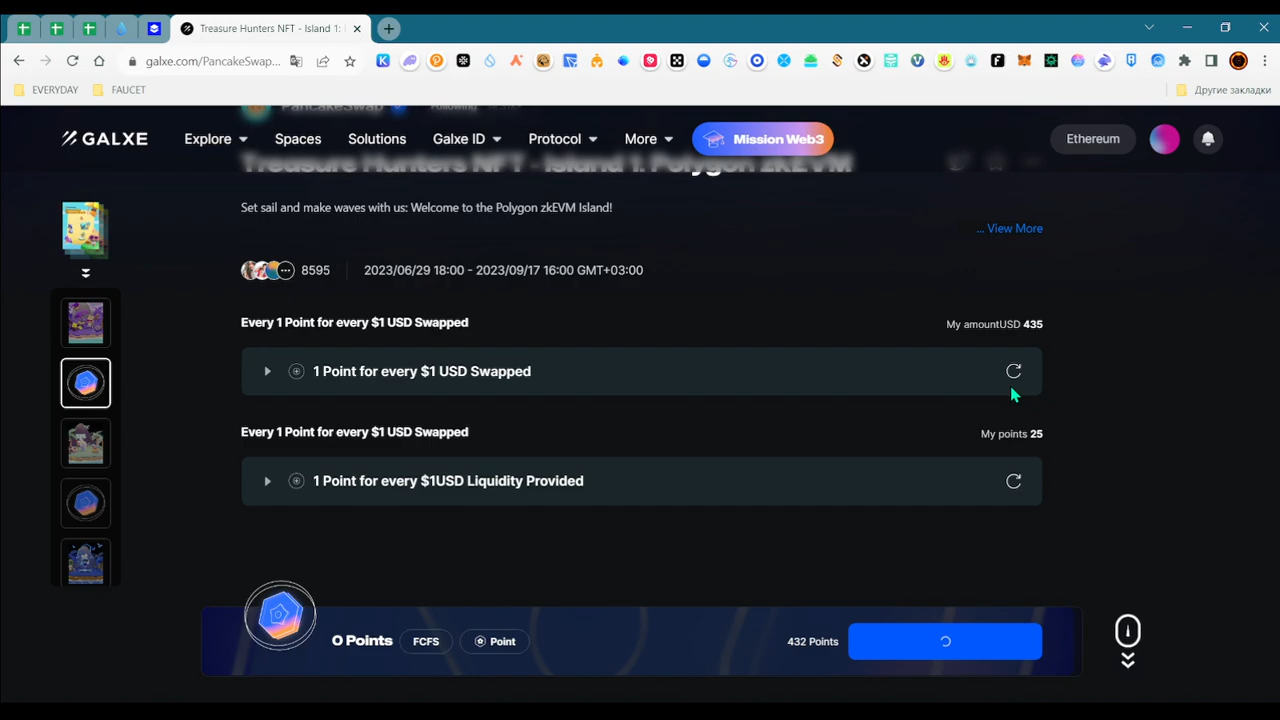 Treasure Hunters NFT - Island 1:
galxe.com/PancakeSwap...
EVERYDAY
FAUCET
Другие закладки
PancakeSwap
Following
GALXE
Explore
Spaces
Solutions
Galxe ID
Protocol
More
Mission Web3
Ethereum
Treasure Hunters NFT - Island 1: Polygon zkEVM
Set sail and make waves with us: Welcome to the Polygon zkEVM Island!
... View More
8595
2023/06/29 18:00 - 2023/09/17 16:00 GMT+03:00
Every 1 Point for every $1 USD Swapped
My amountUSD 435
1 Point for every $1 USD Swapped
Every 1 Point for every $1 USD Swapped
My points 25
1 Point for every $1USD Liquidity Provided
0 Points
FCFS
Point
432 Points